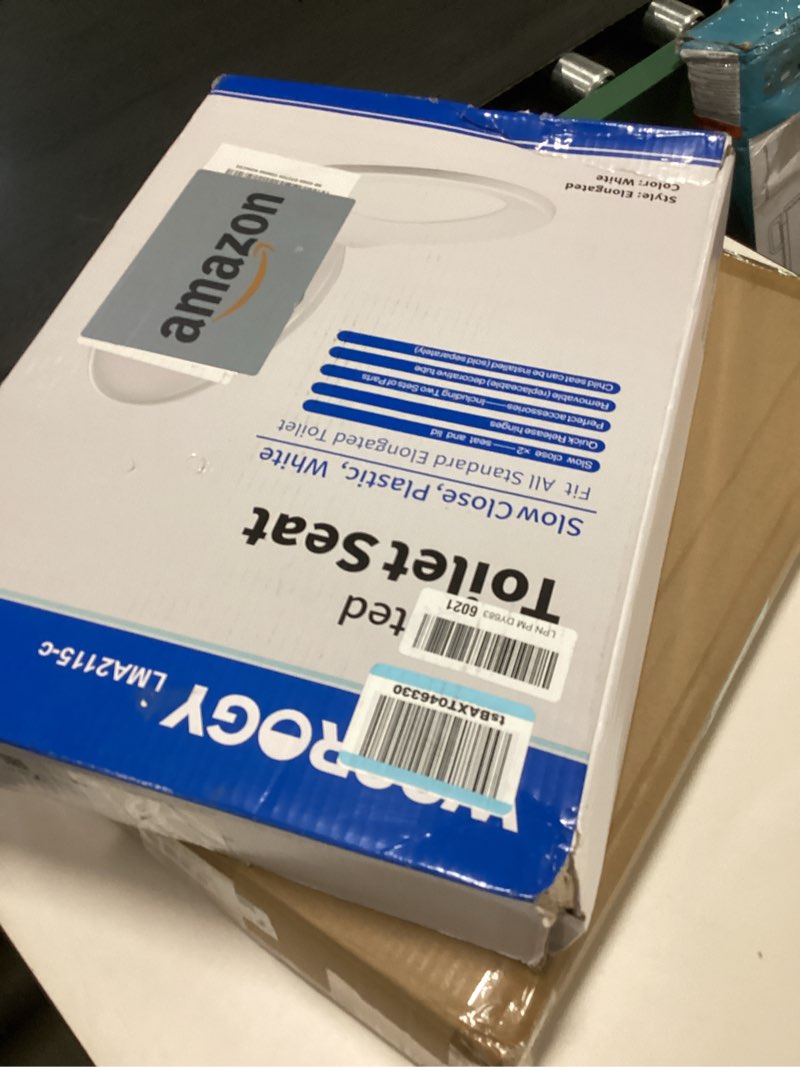 WOODROGY
LMA2115-c
tsBAXT046330
LPN PM DY663 6021
ted
Toilet Seat
Slow Close, Plastic, White
Fit All Standard Elongated Toilet
Slow close ×2——seat and lid
Quick Release hinges
Perfect accessories——Including Two Sets of Parts
Removable (replaceable) decorative tube
Child seat can be installed (sold separately)
Style: Elongated
Color: White
amazon